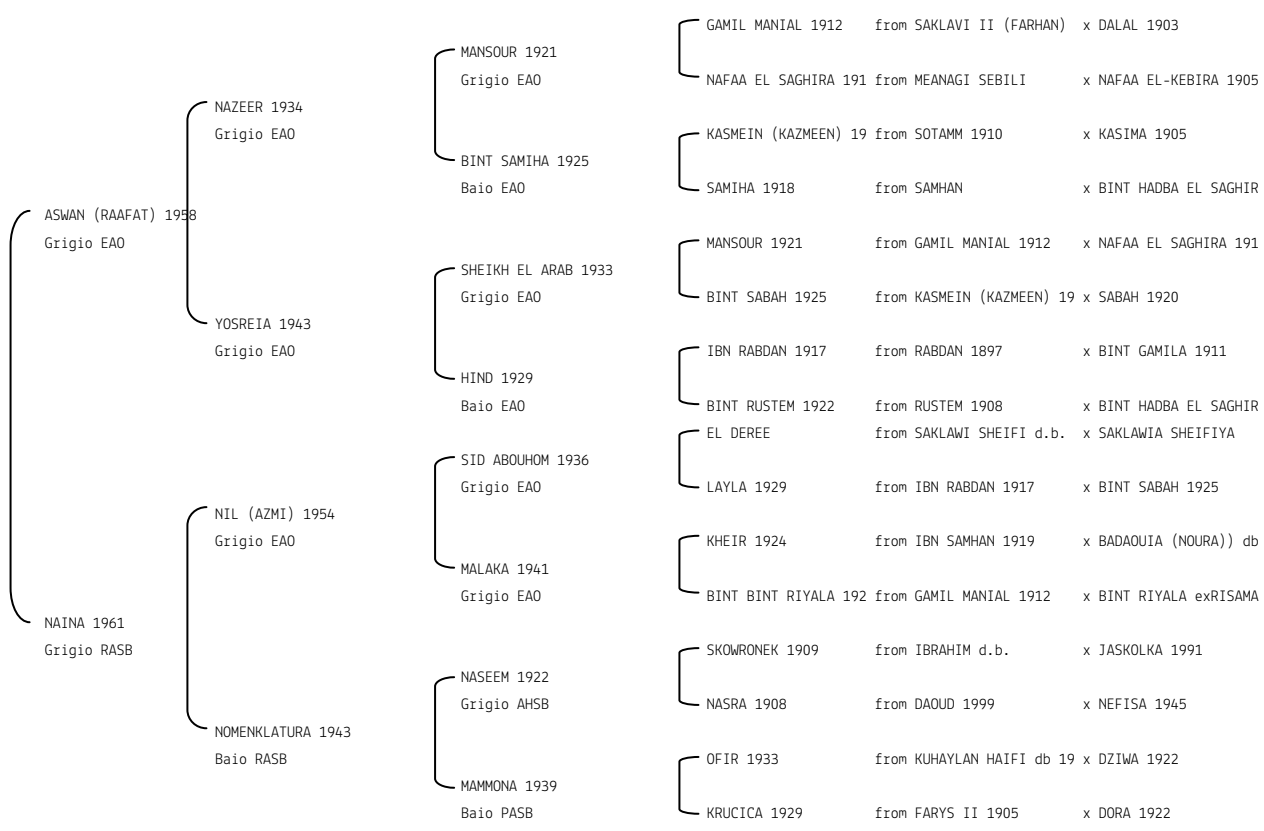 GAMIL MANIAL 1912 from SAKLAVI II (FARHAN) x DALAL 1903
MANSOUR 1921
Grigio EAO NAFAA EL SAGHIRA 191 from MEANAGI SEBILI x NAFAA EL-KEBIRA 1905
NAZEER 1934
Grigio EAO KASMEIN (KAZMEEN) 19 from SOTAMM 1910 x KASIMA 1905
BINT SAMIHA 1925
Baio EAO SAMIHA 1918 from SAMHAN x BINT HADBA EL SAGHIR
ASWAN (RAAFAT) 1958
Grigio EAO MANSOUR 1921 from GAMIL MANIAL 1912 x NAFAA EL SAGHIRA 191
SHEIKH EL ARAB 1933
Grigio EAO BINT SABAH 1925 from KASMEIN (KAZMEEN) 19 x SABAH 1920
YOSREIA 1943
Grigio EAO IBN RABDAN 1917 from RABDAN 1897 x BINT GAMILA 1911
HIND 1929
Baio EAO BINT RUSTEM 1922 from RUSTEM 1908 x BINT HADBA EL SAGHIR
EL DEREE from SAKLAWI SHEIFI d.b. x SAKLAWIA SHEIFIYA
SID ABOUHOM 1936
Grigio EAO LAYLA 1929 from IBN RABDAN 1917 x BINT SABAH 1925
NIL (AZMI) 1954
Grigio EAO KHEIR 1924 from IBN SAMHAN 1919 x BADAOUIA (NOURA)) db
MALAKA 1941
Grigio EAO BINT BINT RIYALA 192 from GAMIL MANIAL 1912 x BINT RIYALA exRISAMA
NAINA 1961
Grigio RASB SKOWRONEK 1909 from IBRAHIM d.b. x JASKOLKA 1991
NASEEM 1922
Grigio AHSB NASRA 1908 from DAOUD 1999 x NEFISA 1945
NOMENKLATURA 1943
Baio RASB OFIR 1933 from KUHAYLAN HAIFI db 19 x DZIWA 1922
MAMMONA 1939
Baio PASB KRUCICA 1929 from FARYS II 1905 x DORA 1922